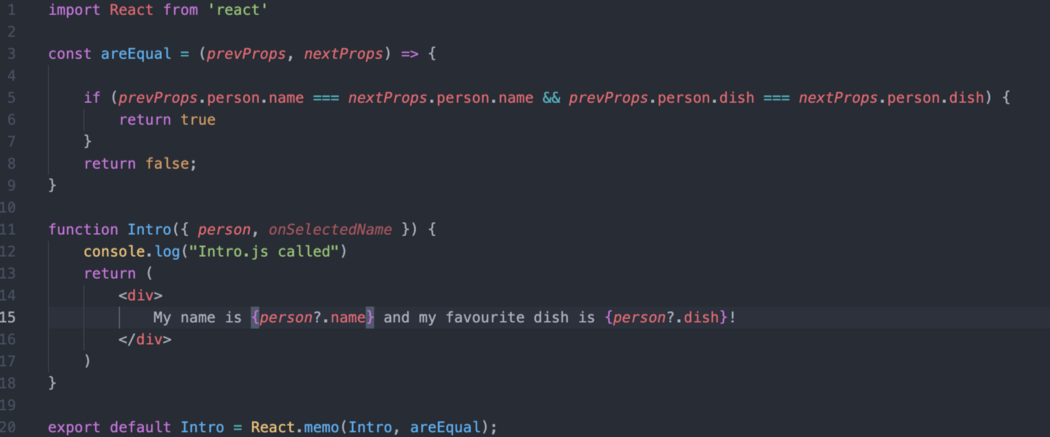 1 import React from 'react'
2
3 const areEqual = (prevProps, nextProps) => {
4
5 if (prevProps.person.name === nextProps.person.name && prevProps.person.dish === nextProps.person.dish) {
6 return true
7 }
8 return false;
9 }
10
11 function Intro({ person, onSelectedName }) {
12 console.log("Intro.js called")
13 return (
14 <div>
15 My name is {person?.name} and my favourite dish is {person?.dish}!
16 </div>
17 )
18 }
19
20 export default Intro = React.memo(Intro, areEqual);